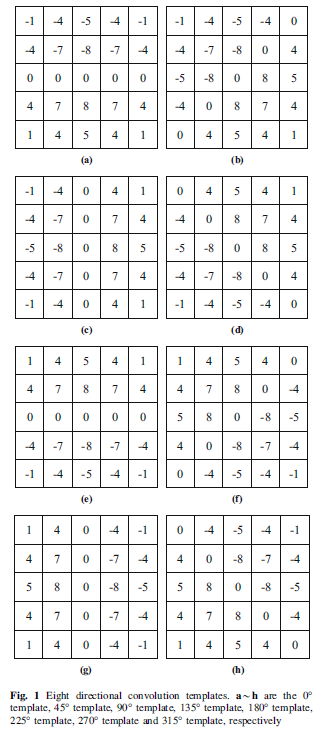 -1 -4 -5 -4 -1
-4 -7 -8 -7 -4
0 0 0 0 0
4 7 8 7 4
1 4 5 4 1
(a)
-1 -4 -5 -4 0
-4 -7 -8 0 4
-5 -8 0 8 5
-4 0 8 7 4
0 4 5 4 1
(b)
-1 -4 0 4 1
-4 -7 0 7 4
-5 -8 0 8 5
-4 -7 0 7 4
-1 -4 0 4 1
(c)
0 4 5 4 1
-4 0 8 7 4
-5 -8 0 8 5
-4 -7 -8 0 4
-1 -4 -5 -4 0
(d)
1 4 5 4 1
4 7 8 7 4
0 0 0 0 0
-4 -7 -8 -7 -4
-1 -4 -5 -4 -1
(e)
1 4 5 4 0
4 7 8 0 -4
5 8 0 -8 -5
4 0 -8 -7 -4
0 -4 -5 -4 -1
(f)
1 4 0 -4 -1
4 7 0 -7 -4
5 8 0 -8 -5
4 7 0 -7 -4
1 4 0 -4 -1
(g)
0 -4 -5 -4 -1
4 0 -8 -7 -4
5 8 0 -8 -5
4 7 8 0 -4
1 4 5 4 0
(h)
Fig. 1 Eight directional convolution templates. a~h are the 0°
template, 45° template, 90° template, 135° template, 180° template,
225° template, 270° template and 315° template, respectively